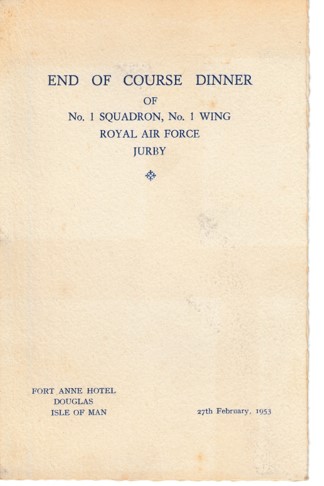 END OF COURSE DINNER
OF
No. 1 SQUADRON, No. 1 WING
ROYAL AIR FORCE
JURBY
FORT ANNE HOTEL
DOUGLAS
ISLE OF MAN
27th February, 1953